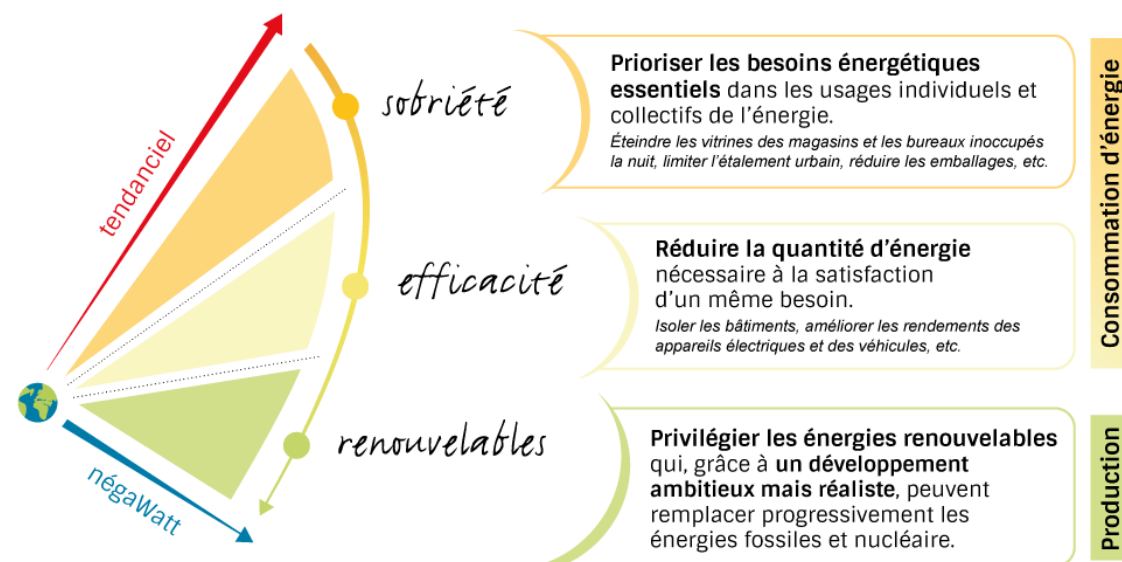 tendanciel
négaWatt
sobriété
Prioriser les besoins énergétiques
essentiels dans les usages individuels et
collectifs de l'énergie.
Éteindre les vitrines des magasins et les bureaux inoccupés
la nuit, limiter l'étalement urbain, réduire les emballages, etc.
efficacité
Réduire la quantité d'énergie
nécessaire à la satisfaction
d'un même besoin.
Isoler les bâtiments, améliorer les rendements des
appareils électriques et des véhicules, etc.
Consommation d'énergie
renouvelables
Privilégier les énergies renouvelables
qui, grâce à un développement
ambitieux mais réaliste, peuvent
remplacer progressivement les
énergies fossiles et nucléaire.
Production